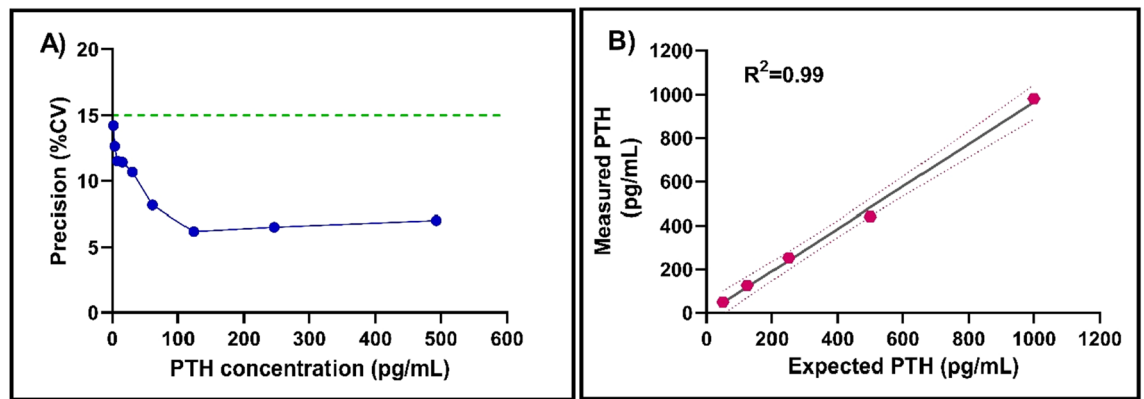 A)
20
15
10
5
0
Precision (%CV)
0 100 200 300 400 500 600
PTH concentration (pg/mL)
B)
R²=0.99
1200
1000
800
600
400
200
0
Measured PTH
(pg/mL)
0 200 400 600 800 1000 1200
Expected PTH (pg/mL)